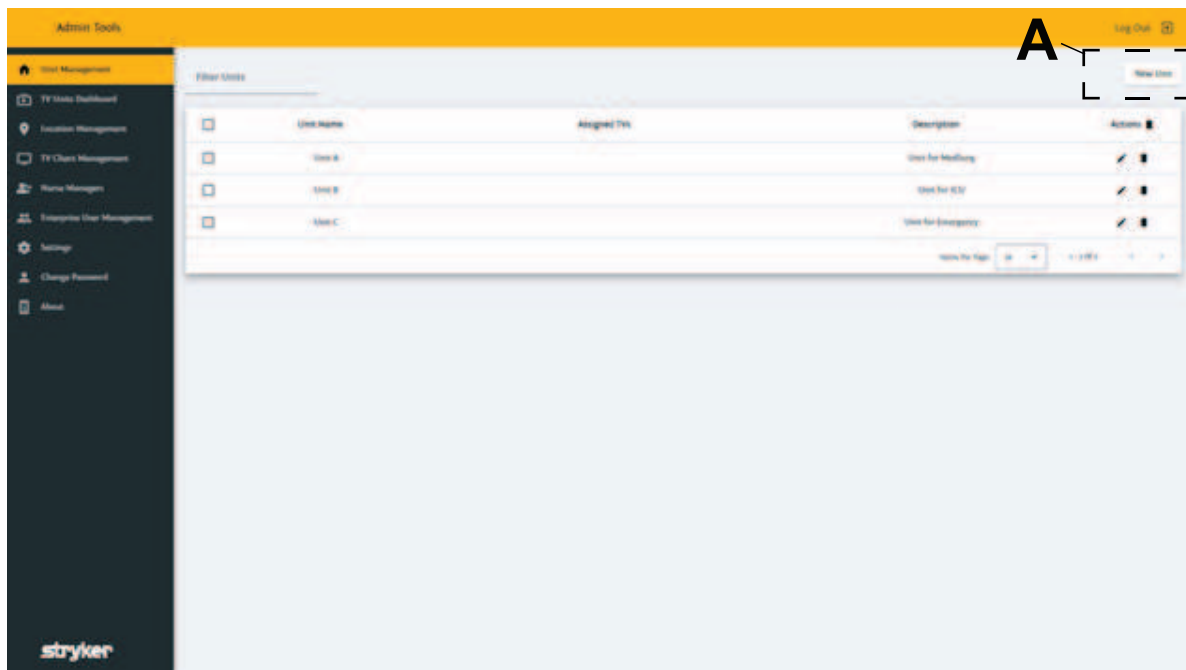 Admin Tools
Log Out
A
Unit Management
TV Units Dashboard
Location Management
TV Client Management
Nurse Managers
Enterprise User Management
Settings
Change Password
About
Filter Units
New Unit
Unit Name Assigned TVs Description Actions
Unit A Unit for MedSurg
Unit B Unit for ICU
Unit C Unit for Emergency
Items Per Page
stryker